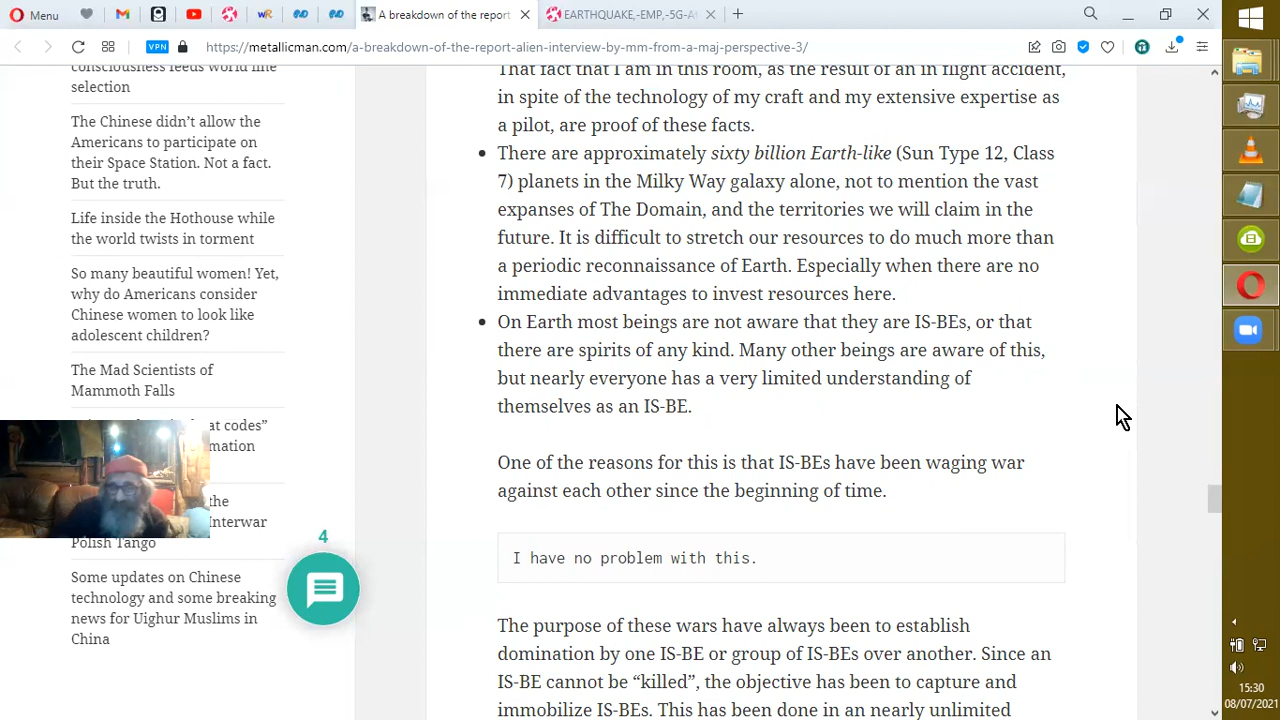 Menu
A breakdown of the report
EARTHQUAKE,-EMP,-5G-A
VPN
https://metallicman.com/a-breakdown-of-the-report-alien-interview-by-mm-from-a-maj-perspective-3/
consciousness feeds world line
selection
The Chinese didn’t allow the
Americans to participate on
their Space Station. Not a fact.
But the truth.
Life inside the Hothouse while
the world twists in torment
So many beautiful women! Yet,
why do Americans consider
Chinese women to look like
adolescent children?
The Mad Scientists of
Mammoth Falls
at codes”
mation
the
Interwar
Polish Tango
Some updates on Chinese
technology and some breaking
news for Uighur Muslims in
China
4
That fact that I am in this room, as the result of an in flight accident,
in spite of the technology of my craft and my extensive expertise as
a pilot, are proof of these facts.
There are approximately sixty billion Earth-like (Sun Type 12, Class
7) planets in the Milky Way galaxy alone, not to mention the vast
expanses of The Domain, and the territories we will claim in the
future. It is difficult to stretch our resources to do much more than
a periodic reconnaissance of Earth. Especially when there are no
immediate advantages to invest resources here.
On Earth most beings are not aware that they are IS-BEs, or that
there are spirits of any kind. Many other beings are aware of this,
but nearly everyone has a very limited understanding of
themselves as an IS-BE.
One of the reasons for this is that IS-BEs have been waging war
against each other since the beginning of time.
I have no problem with this.
The purpose of these wars have always been to establish
domination by one IS-BE or group of IS-BEs over another. Since an
IS-BE cannot be “killed”, the objective has been to capture and
immobilize IS-BEs. This has been done in an nearly unlimited
15:30
08/07/2021